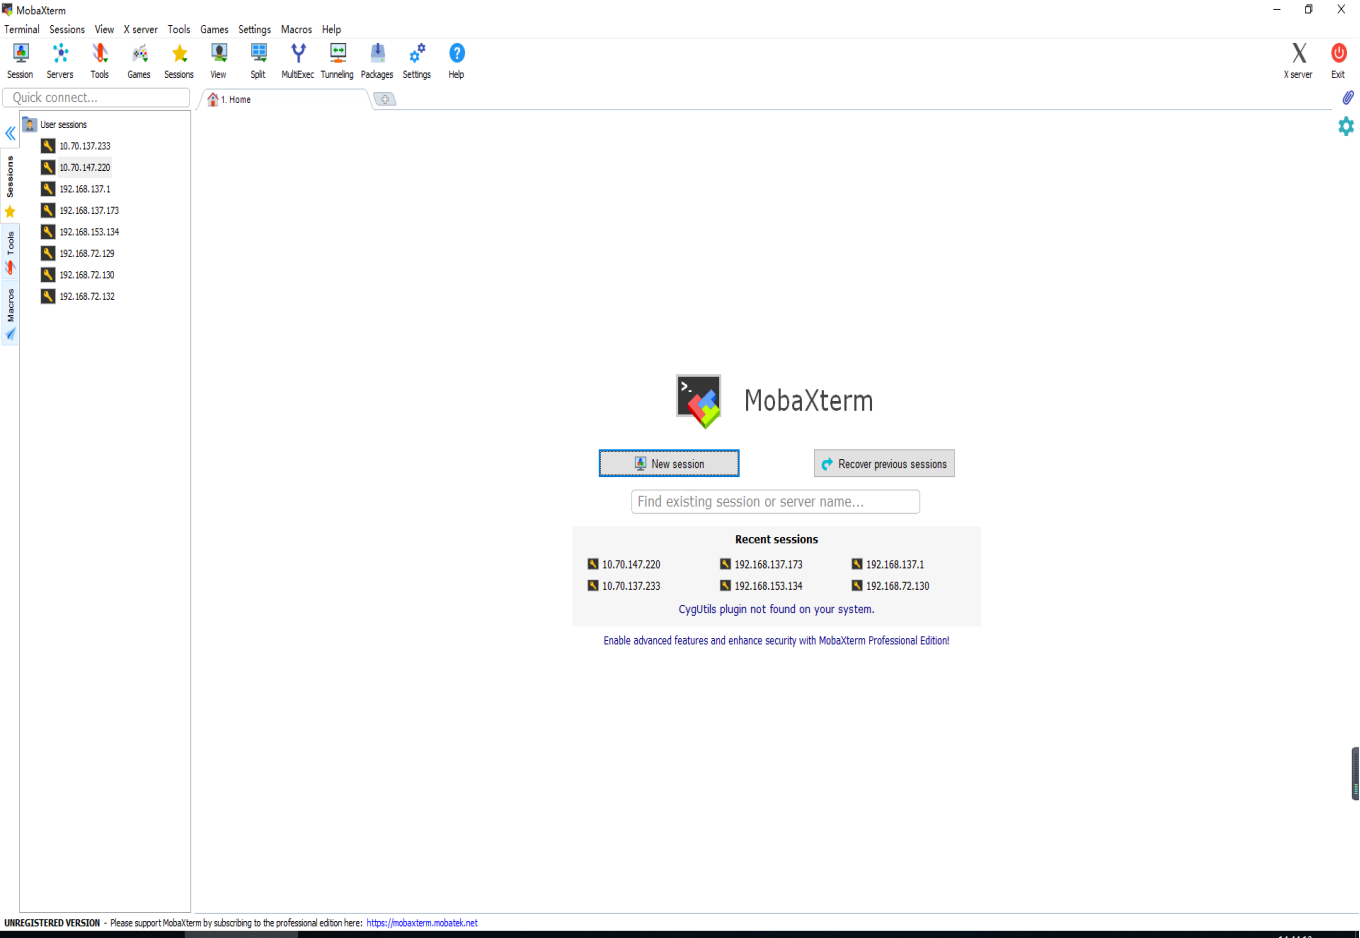 MobaXterm
Terminal Sessions View X server Tools Games Settings Macros Help
Session Servers Tools Games Sessions View Split MultiExec Tunneling Packages Settings Help X server Exit
Quick connect...
1. Home
User sessions
10.70.137.233
10.70.147.220
192.168.137.1
192.168.137.173
192.168.153.134
192.168.72.129
192.168.72.130
192.168.72.132
Sessions
Tools
Macros
MobaXterm
New session
Recover previous sessions
Find existing session or server name...
Recent sessions
10.70.147.220 192.168.137.173 192.168.137.1
10.70.137.233 192.168.153.134 192.168.72.130
CygUtils plugin not found on your system.
Enable advanced features and enhance security with MobaXterm Professional Edition!
UNREGISTERED VERSION - Please support MobaXterm by subscribing to the professional edition here: https://mobaxterm.mobatek.net